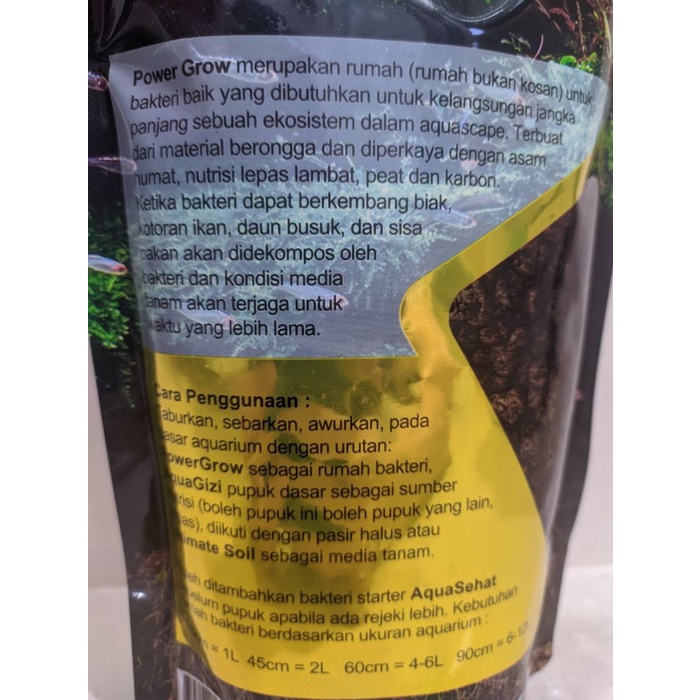 Power Grow merupakan rumah (rumah bukan kosan) untuk
bakteri baik yang dibutuhkan untuk kelangsungan jangka
panjang sebuah ekosistem dalam aquascape. Terbuat
dari material berongga dan diperkaya dengan asam
humat, nutrisi lepas lambat, peat dan karbon.
Ketika bakteri dapat berkembang biak,
kotoran ikan, daun busuk, dan sisa
pakan akan didekompos oleh
bakteri dan kondisi media
tanam akan terjaga untuk
waktu yang lebih lama.
Cara Penggunaan :
Taburkan, sebarkan, awurkan, pada
dasar aquarium dengan urutan:
PowerGrow sebagai rumah bakteri,
AquaGizi pupuk dasar sebagai sumber
(boleh pupuk ini boleh pupuk yang lain,
diikuti dengan pasir halus atau
Soil sebagai media tanam.
ditambahkan bakteri starter AquaSehat
pupuk apabila ada rejeki lebih. Kebutuhan
bakteri berdasarkan ukuran aquarium :
= 1L 45cm = 2L 60cm = 4-6L 90cm =